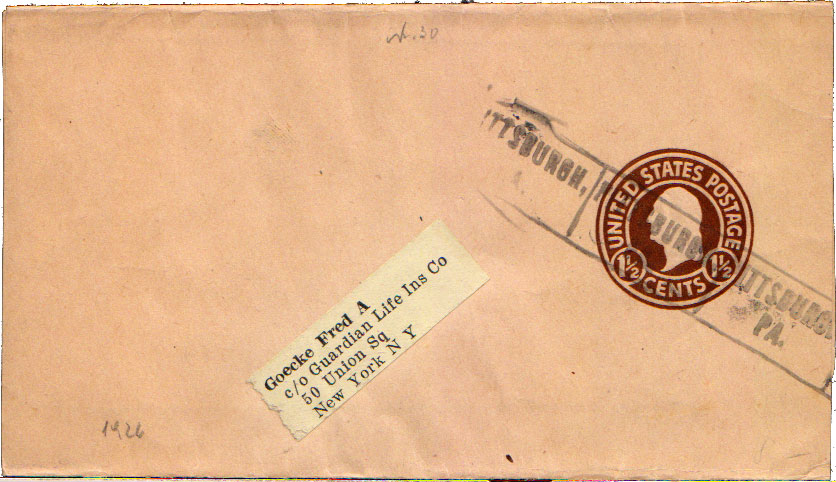 UNITED STATES POSTAGE
1½ CENTS 1½
PITTSBURGH,
PITTSBURGH
PA.
Goecke Fred A
c/o Guardian Life Ins Co
50 Union Sq
New York N Y
1926